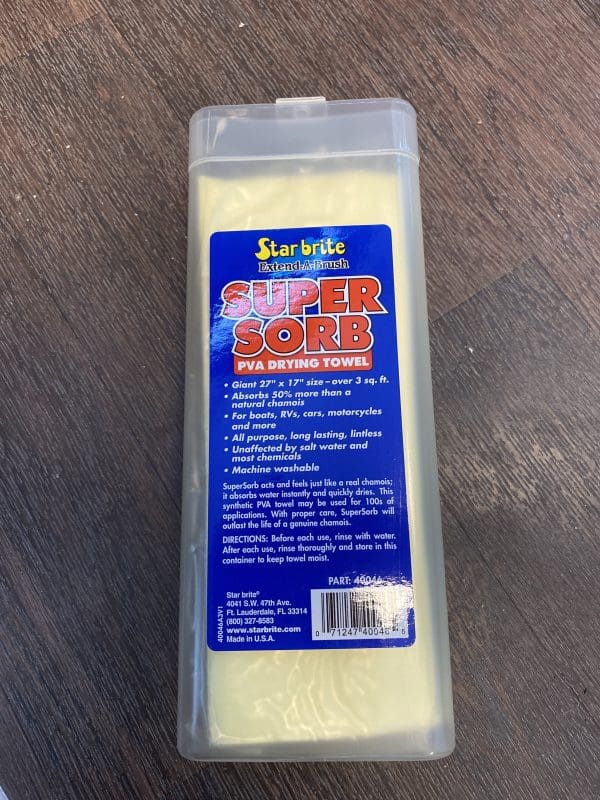 Star brite
Extend-A-Brush
SUPER
SORB
PVA DRYING TOWEL
• Giant 27" x 17" size – over 3 sq. ft.
• Absorbs 50% more than a
natural chamois
• For boats, RVs, cars, motorcycles
and more
• All purpose, long lasting, lintless
• Unaffected by salt water and
most chemicals
• Machine washable
SuperSorb acts and feels just like a real chamois;
it absorbs water instantly and quickly dries. This
synthetic PVA towel may be used for 100s of
applications. With proper care, SuperSorb will
outlast the life of a genuine chamois.
DIRECTIONS: Before each use, rinse with water.
After each use, rinse thoroughly and store in this
container to keep towel moist.
PART: 40046
Star brite®
4041 S.W. 47th Ave.
Ft. Lauderdale, FL 33314
(800) 327-8583
www.starbrite.com
Made in U.S.A.
40046A3V1
0 71247 40046 5